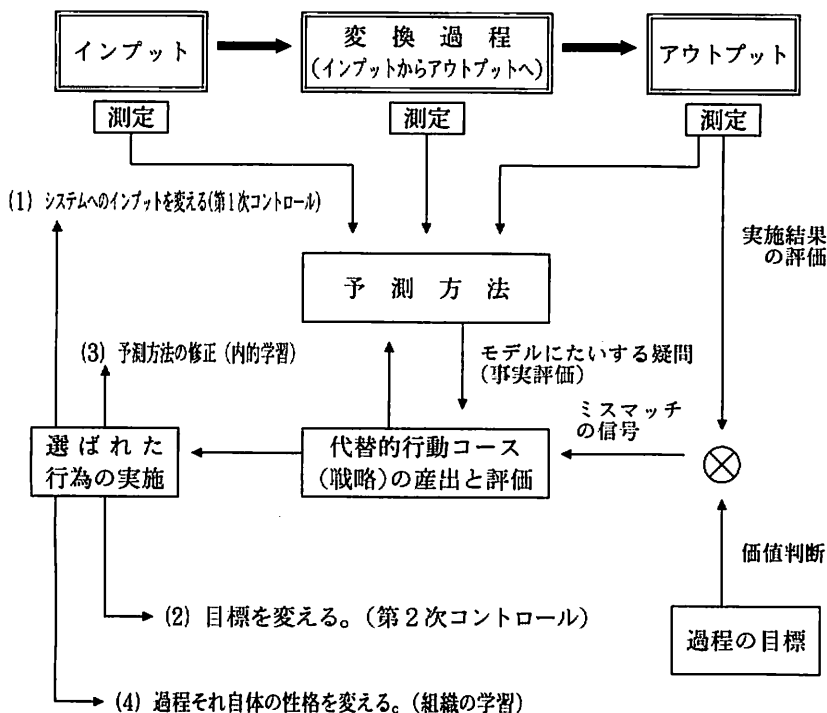 インプット
変換過程
(インプットからアウトプットへ)
アウトプット
測定
測定
測定
(1) システムへのインプットを変える(第1次コントロール)
実施結果
の評価
予測方法
(3) 予測方法の修正(内的学習)
モデルにたいする疑問
(事実評価)
ミスマッチ
の信号
選ばれた
行為の実施
代替的行動コース
(戦略)の産出と評価
価値判断
(2) 目標を変える。(第2次コントロール)
過程の目標
(4) 過程それ自体の性格を変える。(組織の学習)